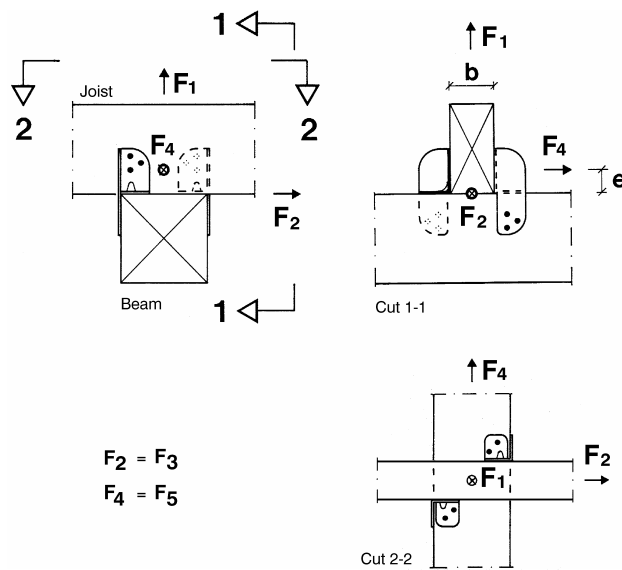 1
F1
2
Joist
F1
2
b
F4
F4
e
F2
F2
Beam
1
Cut 1-1
F4
F2 = F3
F2
F1
F4 = F5
Cut 2-2